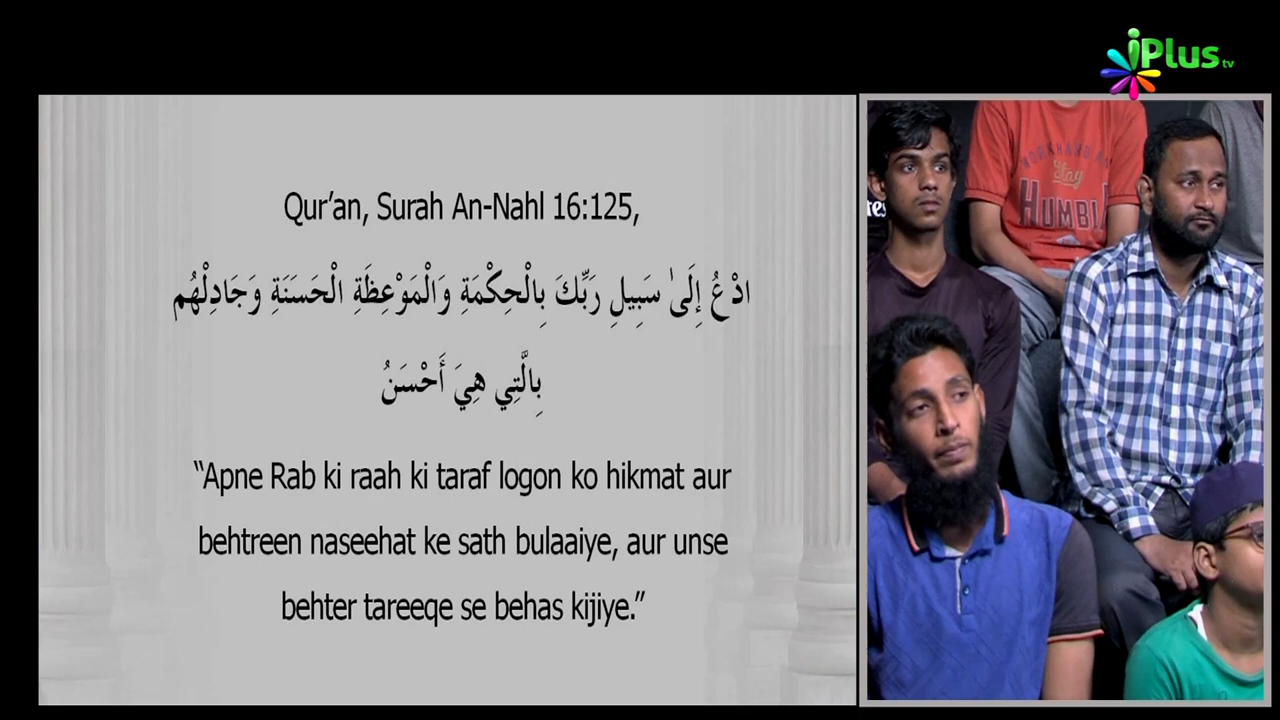 iPlus tv
Qur’an, Surah An-Nahl 16:125,
ادْعُ إِلَىٰ سَبِيلِ رَبِّكَ بِالْحِكْمَةِ وَالْمَوْعِظَةِ الْحَسَنَةِ وَجَادِلْهُم
بِالَّتِي هِيَ أَحْسَنُ
“Apne Rab ki raah ki taraf logon ko hikmat aur
behtreen naseehat ke sath bulaaiye, aur unse
behter tareeqe se behas kijiye.”
Stay